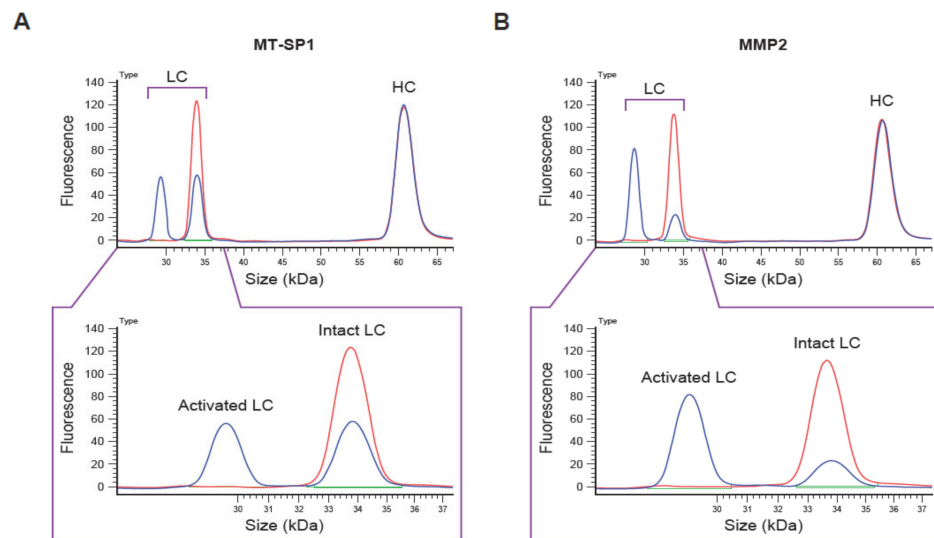 A
MT-SP1
Type
140
120
100
80
60
40
20
0
Fluorescence
LC
HC
30 35 40 45 50 55 60 65
Size (kDa)
Type
140
120
100
80
60
40
20
0
Fluorescence
Activated LC
Intact LC
30 31 32 33 34 35 36 37
Size (kDa)
B
MMP2
Type
140
120
100
80
60
40
20
0
Fluorescence
LC
HC
30 35 40 45 50 55 60 65
Size (kDa)
Type
140
120
100
80
60
40
20
0
Fluorescence
Activated LC
Intact LC
30 31 32 33 34 35 36 37
Size (kDa)